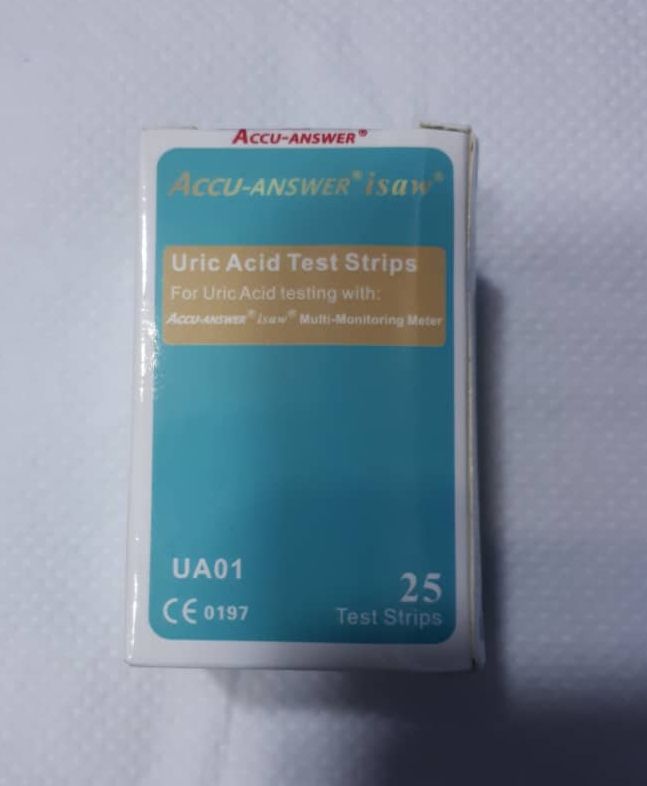 ACCU-ANSWER®
ACCU-ANSWER® isaw®
Uric Acid Test Strips
For Uric Acid testing with:
ACCU-ANSWER® isaw® Multi-Monitoring Meter
UA01
25
CE 0197
Test Strips